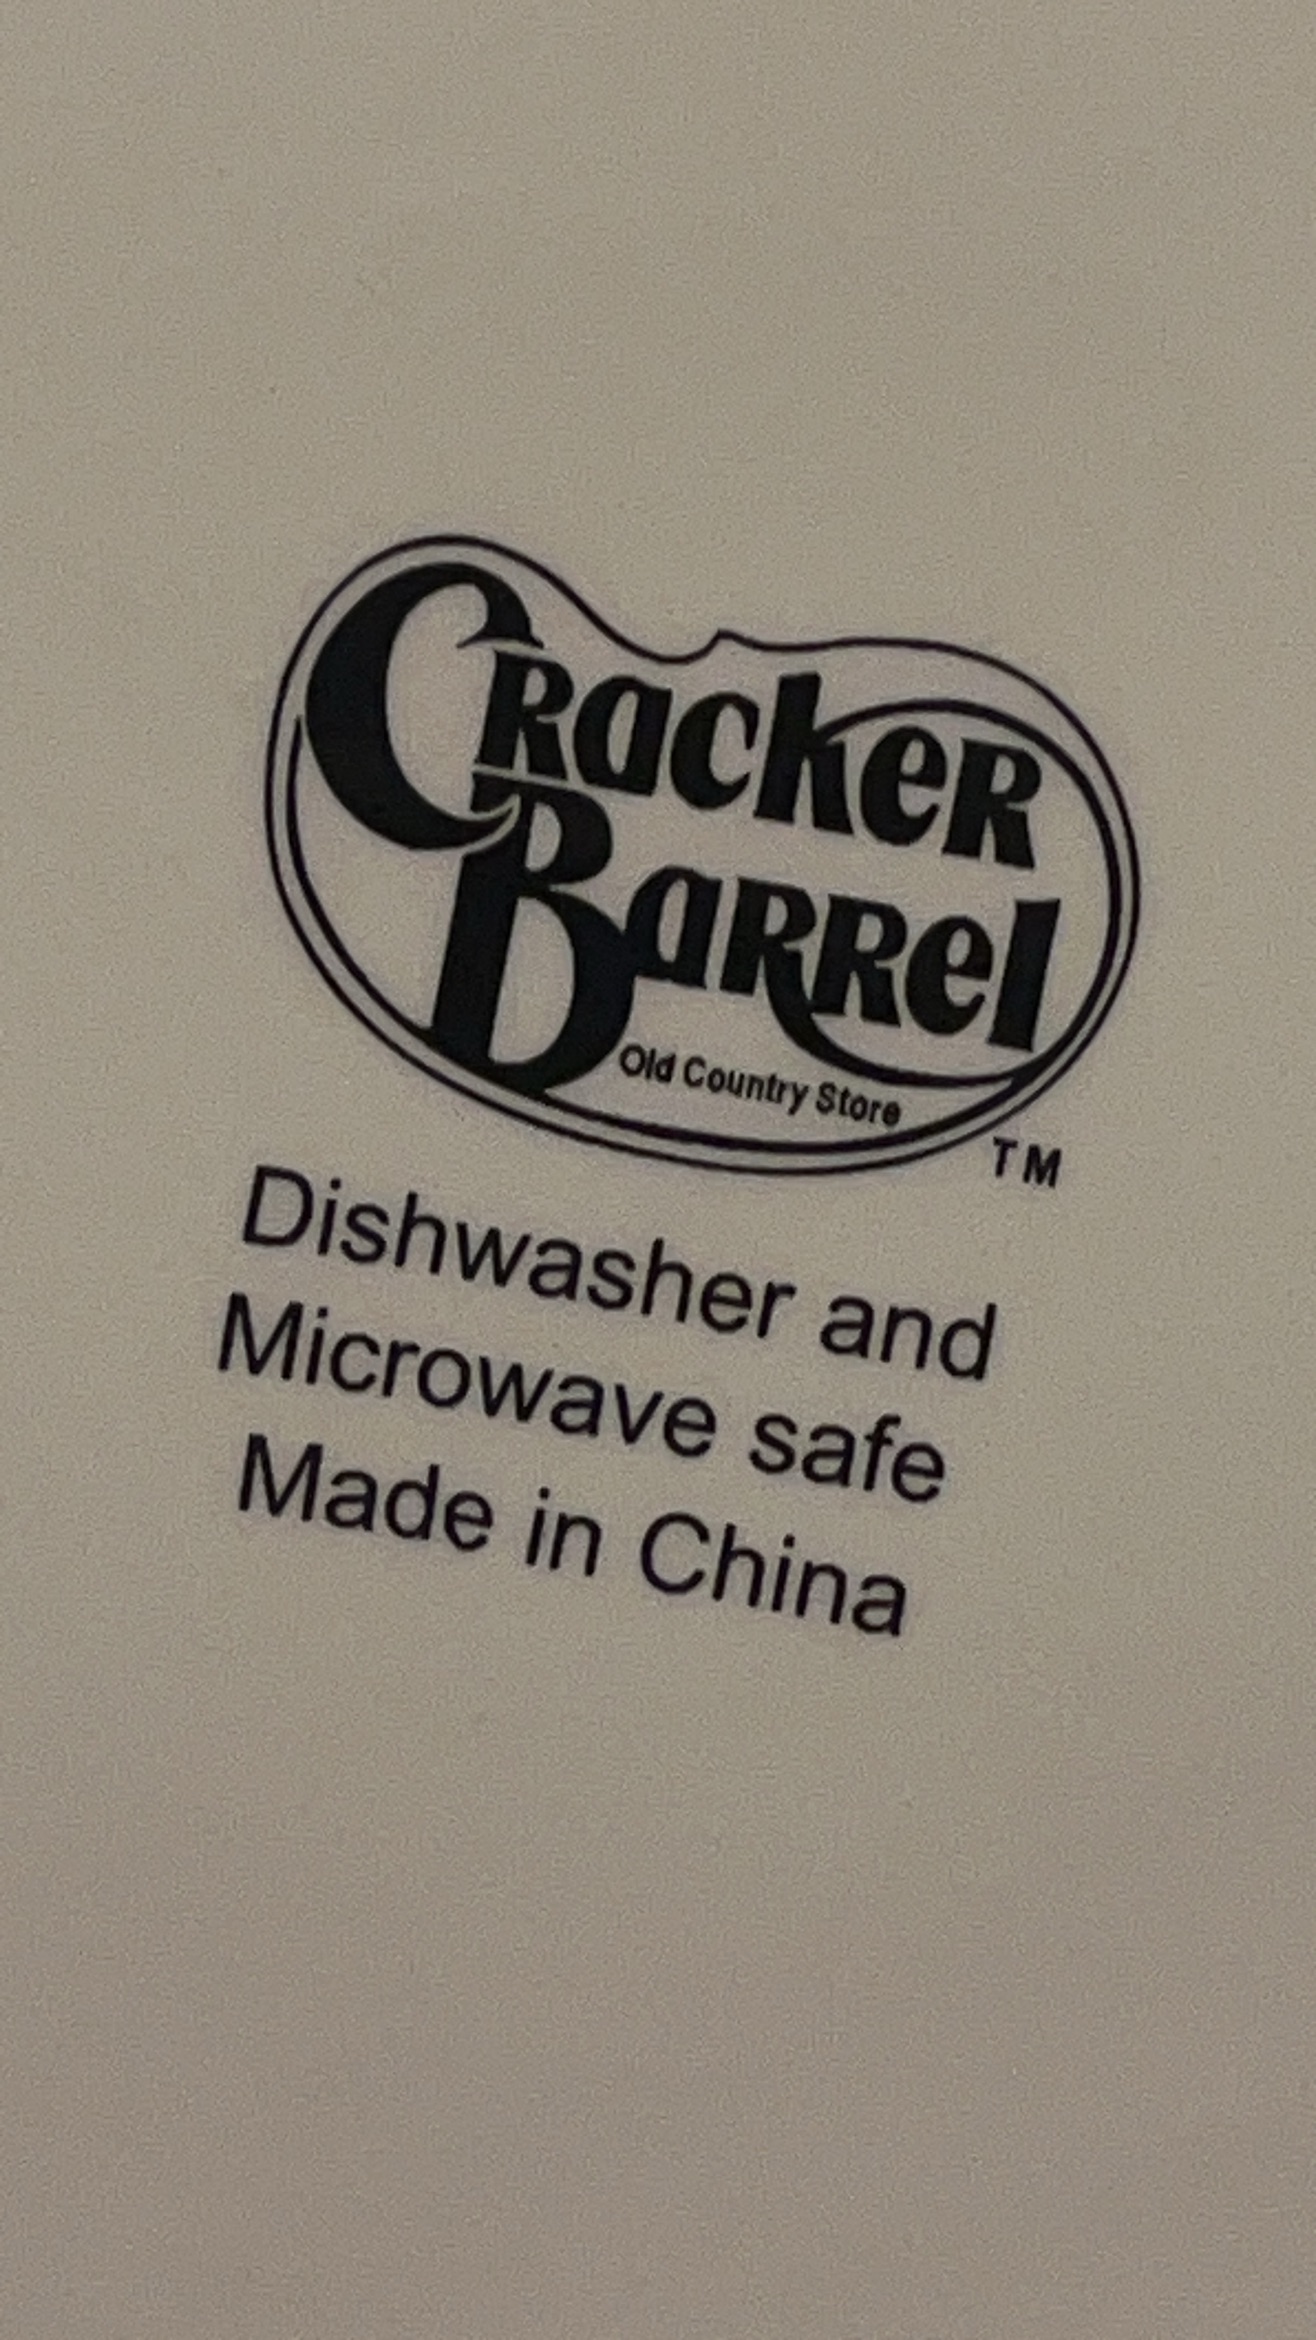 Cracker
Barrel
Old Country Store
TM
Dishwasher and
Microwave safe
Made in China